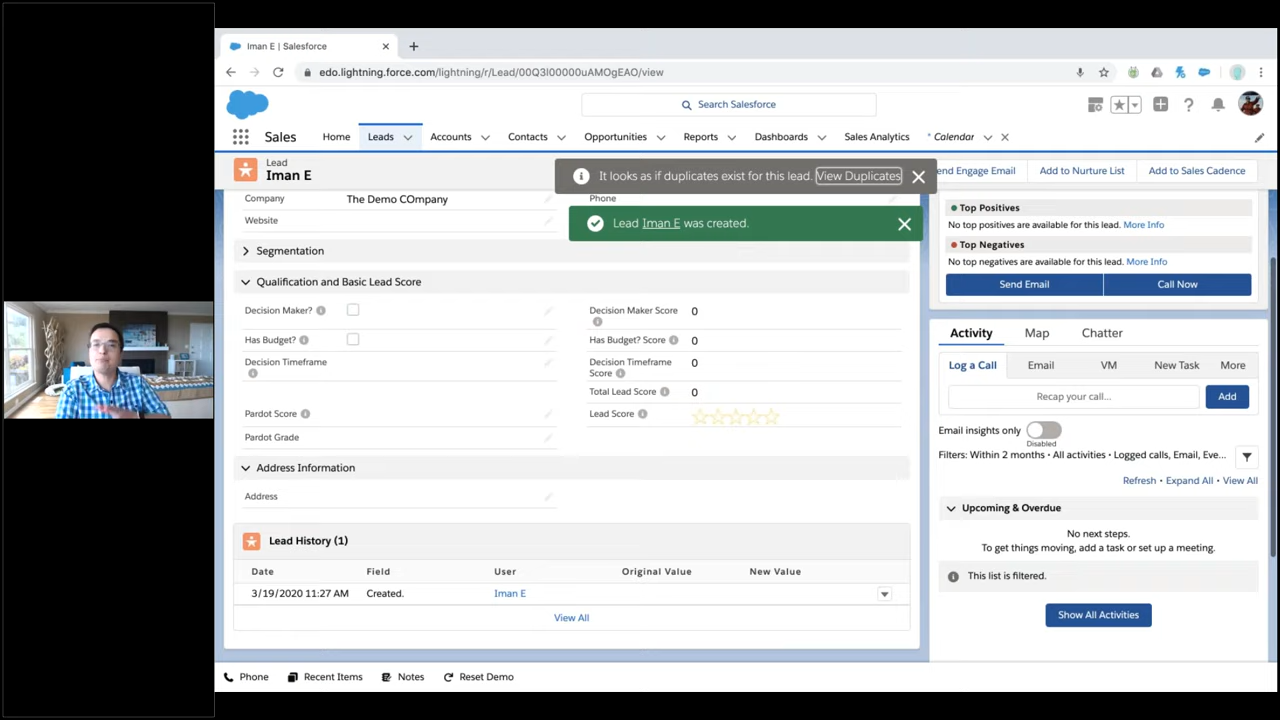 Iman E | Salesforce
edo.lightning.force.com/lightning/r/Lead/00Q3I00000uAMOgEAO/view
Search Salesforce
Sales
Home
Leads
Accounts
Contacts
Opportunities
Reports
Dashboards
Sales Analytics
* Calendar
Lead
Iman E
It looks as if duplicates exist for this lead. View Duplicates
Lead Iman E was created.
end Engage Email
Add to Nurture List
Add to Sales Cadence
Company
The Demo COmpany
Phone
Website
Segmentation
Qualification and Basic Lead Score
Decision Maker?
Decision Maker Score
0
Has Budget?
Has Budget? Score
0
Decision Timeframe
Decision Timeframe
Score
0
Total Lead Score
0
Pardot Score
Lead Score
Pardot Grade
Address Information
Address
Lead History (1)
Date
Field
User
Original Value
New Value
3/19/2020 11:27 AM
Created.
Iman E
View All
Top Positives
No top positives are available for this lead. More Info
Top Negatives
No top negatives are available for this lead. More Info
Send Email
Call Now
Activity
Map
Chatter
Log a Call
Email
VM
New Task
More
Recap your call...
Add
Email insights only
Disabled
Filters: Within 2 months • All activities • Logged calls, Email, Eve...
Refresh • Expand All • View All
Upcoming & Overdue
No next steps.
To get things moving, add a task or set up a meeting.
This list is filtered.
Show All Activities
Phone
Recent Items
Notes
Reset Demo